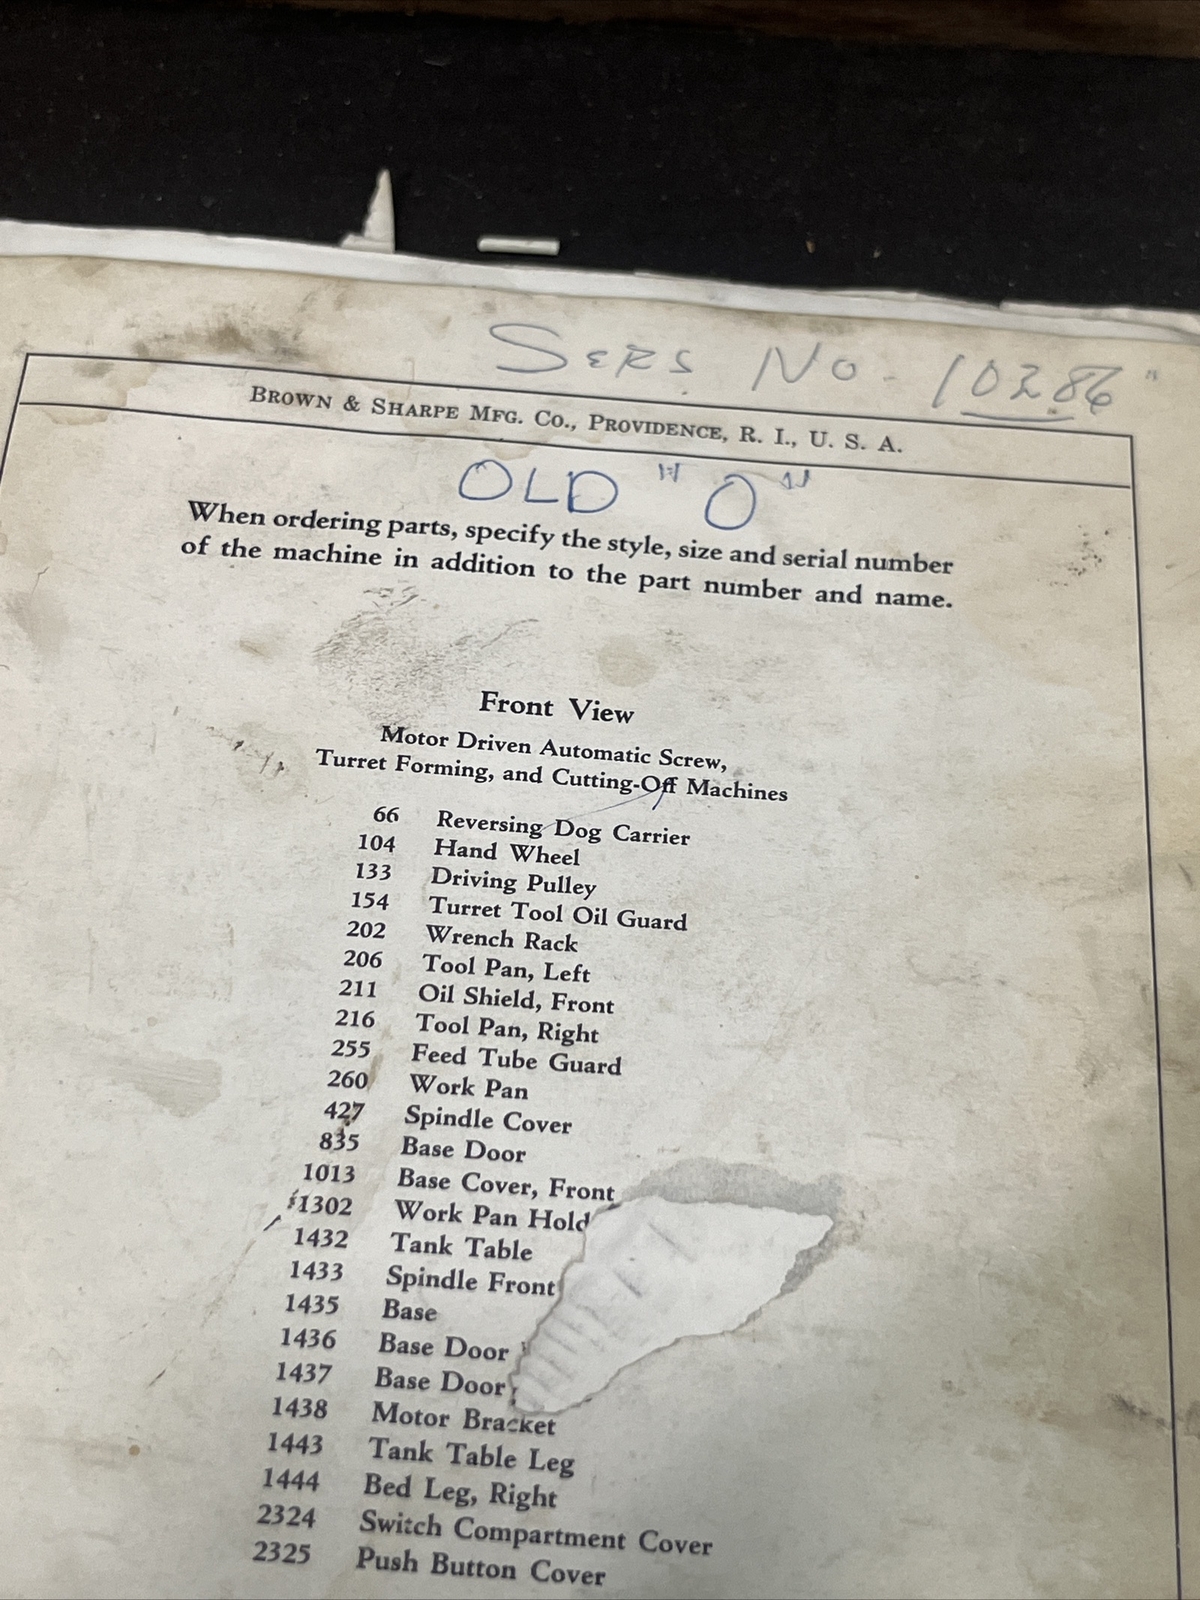 SERS No. 10286"
BROWN & SHARPE MFG. CO., PROVIDENCE, R. I., U. S. A.
OLD "O"
When ordering parts, specify the style, size and serial number
of the machine in addition to the part number and name.
Front View
Motor Driven Automatic Screw,
Turret Forming, and Cutting-Off Machines
66 Reversing Dog Carrier
104 Hand Wheel
133 Driving Pulley
154 Turret Tool Oil Guard
202 Wrench Rack
206 Tool Pan, Left
211 Oil Shield, Front
216 Tool Pan, Right
255 Feed Tube Guard
260 Work Pan
427 Spindle Cover
835 Base Door
1013 Base Cover, Front
1302 Work Pan Hold
1432 Tank Table
1433 Spindle Front
1435 Base
1436 Base Door
1437 Base Door
1438 Motor Bracket
1443 Tank Table Leg
1444 Bed Leg, Right
2324 Switch Compartment Cover
2325 Push Button Cover